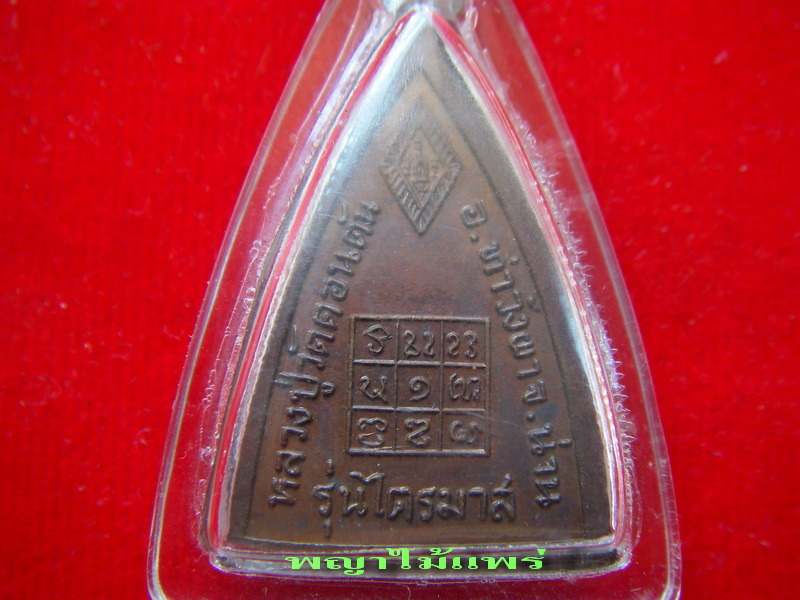 หลวงปู่วัดดอนตัน
อ.ท่าวังผา จ.น่าน
รุ่นไตรมาส
พญาไม้แพร่